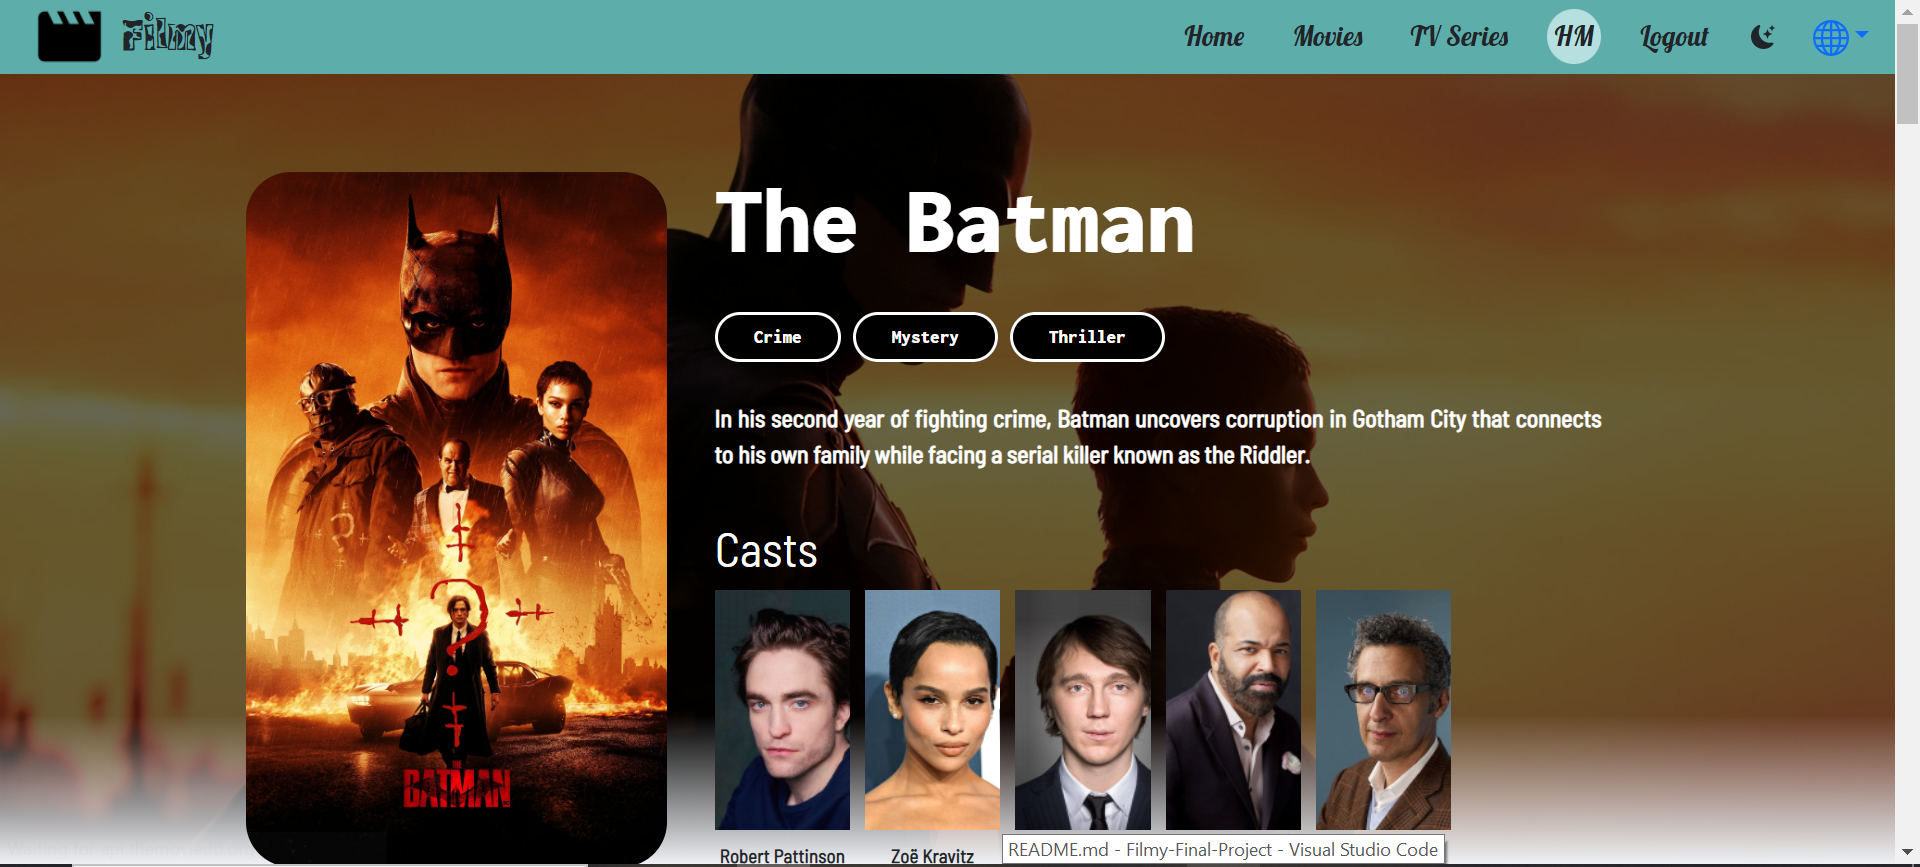 Filmy
Home Movies TV Series HM Logout
The Batman
Crime Mystery Thriller
In his second year of fighting crime, Batman uncovers corruption in Gotham City that connects
to his own family while facing a serial killer known as the Riddler.
Casts
THE
BATMAN
Robert Pattinson Zoë Kravitz
README.md - Filmy-Final-Project - Visual Studio Code